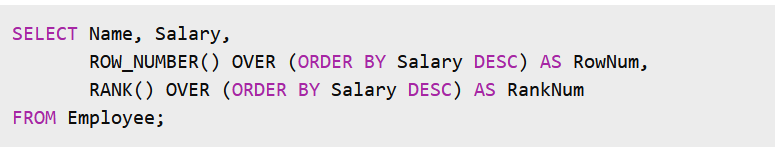 SELECT Name, Salary,
       ROW_NUMBER() OVER (ORDER BY Salary DESC) AS RowNum,
       RANK() OVER (ORDER BY Salary DESC) AS RankNum
FROM Employee;